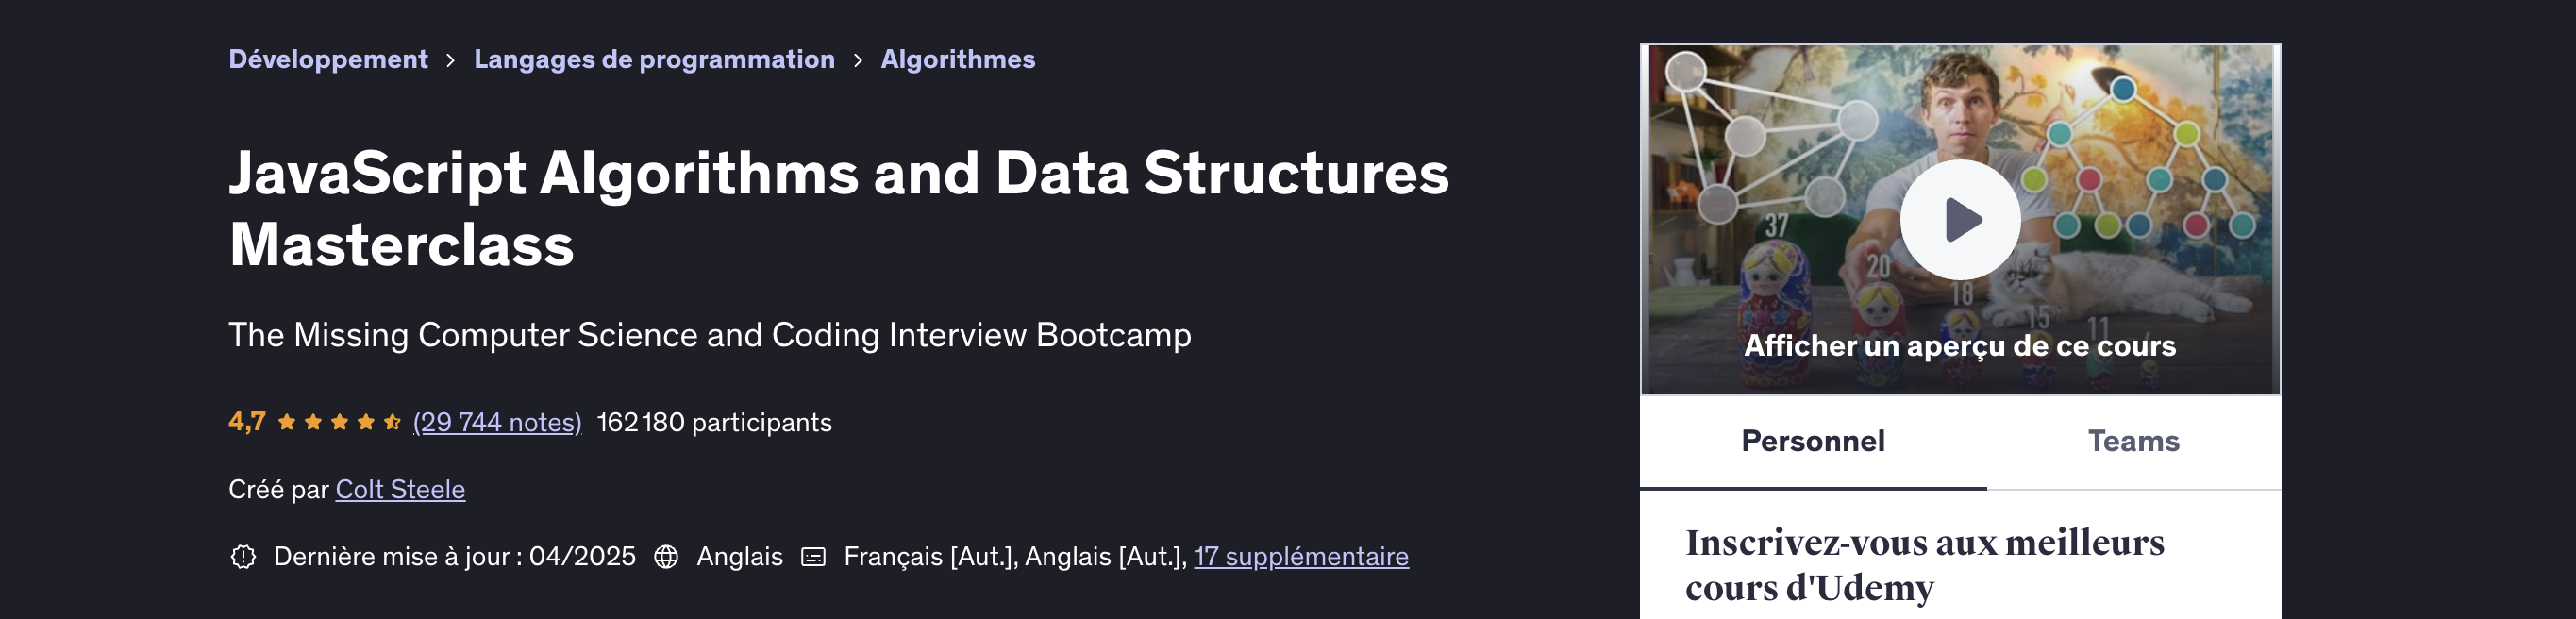 Développement > Langages de programmation > Algorithmes
JavaScript Algorithms and Data Structures
Masterclass
The Missing Computer Science and Coding Interview Bootcamp
4,7 (29 744 notes) 162 180 participants
Créé par Colt Steele
Dernière mise à jour : 04/2025 Anglais Français [Aut.], Anglais [Aut.], 17 supplémentaire
37
20
18
15
11
Afficher un aperçu de ce cours
Personnel Teams
Inscrivez-vous aux meilleurs
cours d'Udemy